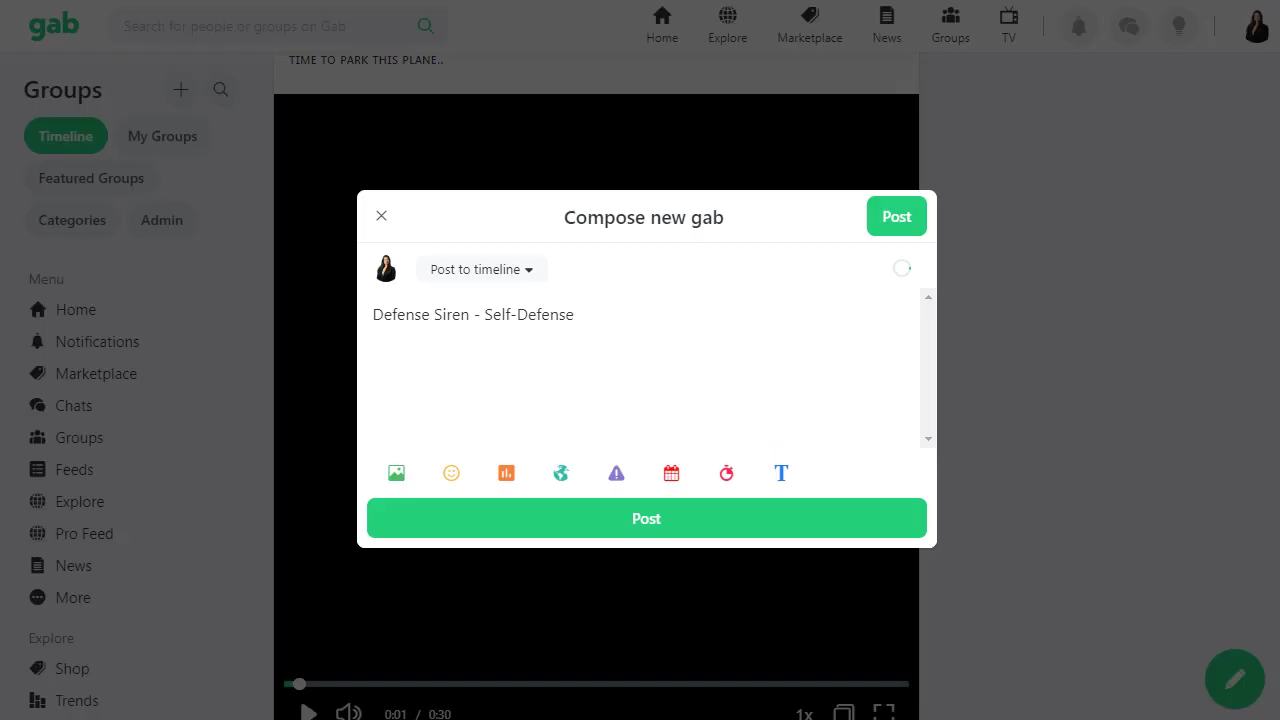 gab
Search for people or groups on Gab
Home
Explore
Marketplace
News
Groups
TV
TIME TO PARK THIS PLANE..
Groups
Timeline
My Groups
Featured Groups
Categories
Admin
Menu
Home
Notifications
Marketplace
Chats
Groups
Feeds
Explore
Pro Feed
News
More
Explore
Shop
Trends
Compose new gab
Post
Post to timeline
Defense Siren - Self-Defense
T
Post
0:01 / 0:30
1x